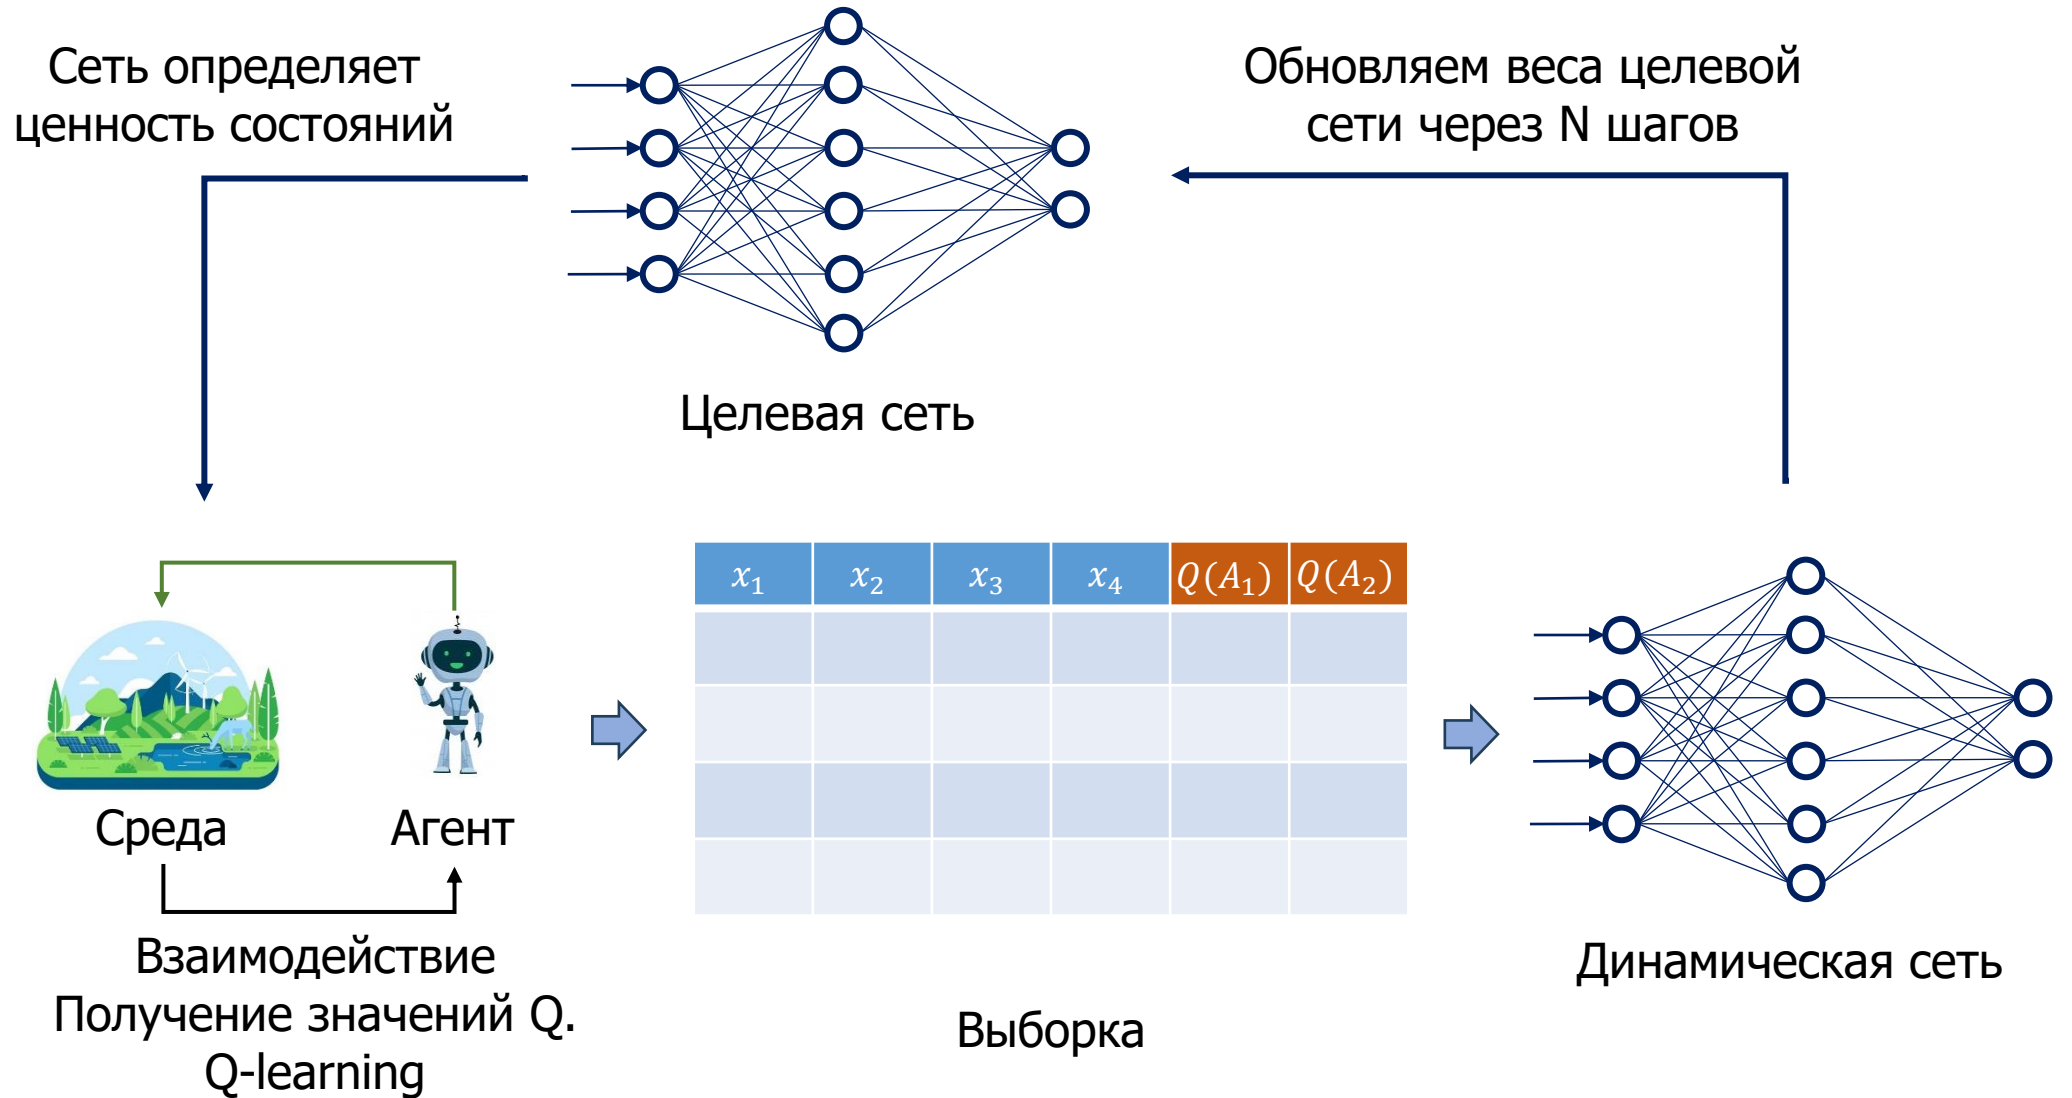 Сеть определяет
ценность состояний
Обновляем веса целевой
сети через N шагов
Целевая сеть
x₁ x₂ x₃ x₄ Q(A₁) Q(A₂)
Среда Агент
Взаимодействие
Получение значений Q.
Q-learning
Выборка
Динамическая сеть